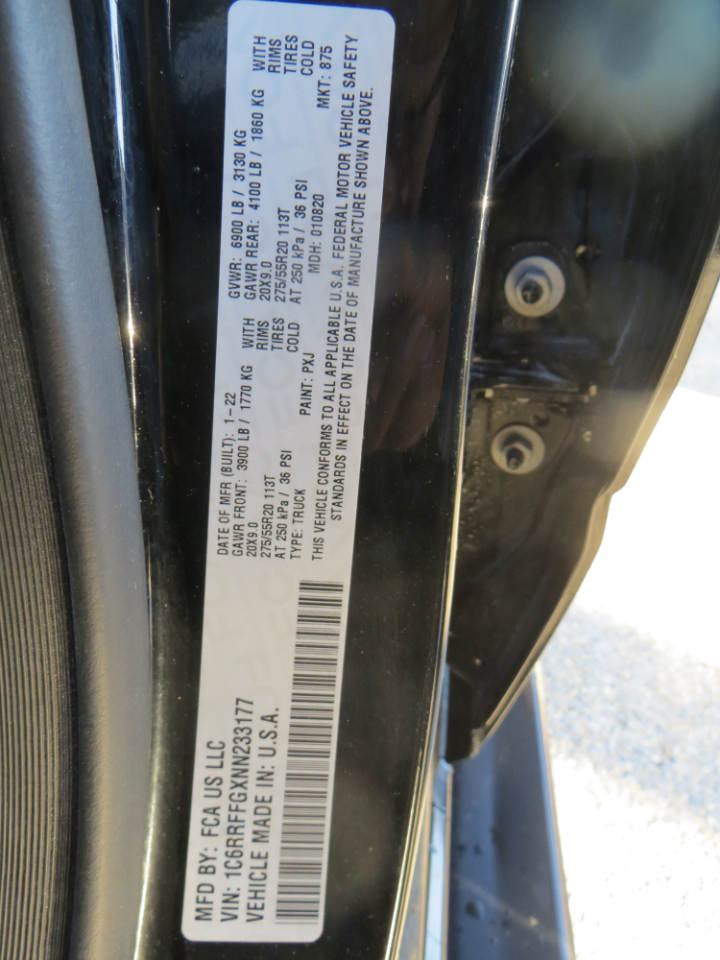 MFD BY: FCA US LLC
VIN: 1C6RRFFGXNN233177
VEHICLE MADE IN: U.S.A.
DATE OF MFR (BUILT): 1-22 GVWR: 6900 LB / 3130 KG
GAWR FRONT: 3900 LB / 1770 KG WITH GAWR REAR: 4100 LB / 1860 KG WITH
20X9.0 RIMS 20X9.0 RIMS
275/55R20 113T TIRES 275/55R20 113T TIRES
AT 250 kPa / 36 PSI COLD AT 250 kPa / 36 PSI COLD
TYPE: TRUCK PAINT: PXJ MDH: 010820 MKT: 875
THIS VEHICLE CONFORMS TO ALL APPLICABLE U.S.A. FEDERAL MOTOR VEHICLE SAFETY
STANDARDS IN EFFECT ON THE DATE OF MANUFACTURE SHOWN ABOVE.